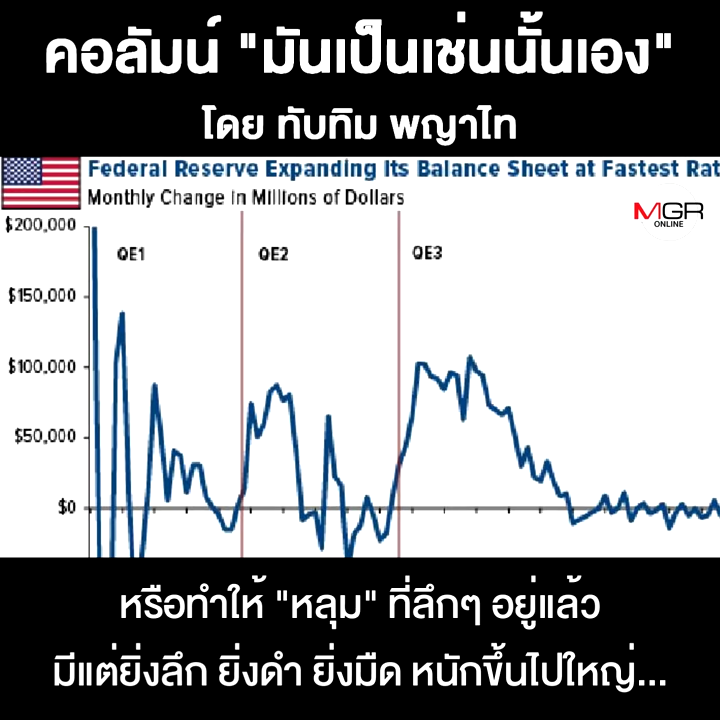 คอลัมน์ "มันเป็นเช่นนั้นเอง"
โดย ทับทิม พญาไท
Federal Reserve Expanding Its Balance Sheet at Fastest Rat
Monthly Change in Millions of Dollars
MGR
ONLINE
$200,000
QE1 QE2 QE3
$150,000
$100,000
$50,000
$0
หรือทำให้ "หลุม" ที่ลึกๆ อยู่แล้ว
มีแต่ยิ่งลึก ยิ่งดำ ยิ่งมืด หนักขึ้นไปใหญ่...